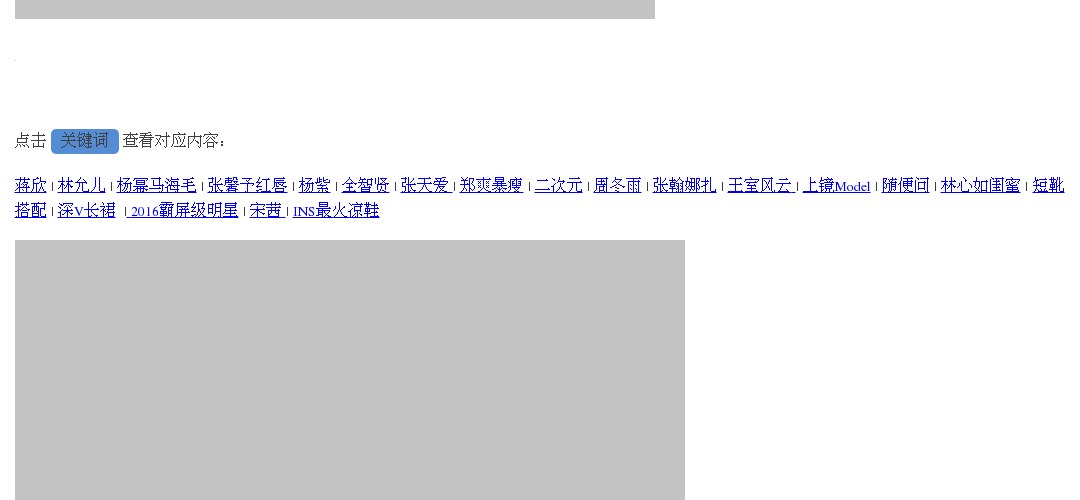 点击 关键词 查看对应内容：
蒋欣 | 林允儿 | 杨幂马海毛 | 张馨予红唇 | 杨紫 | 全智贤 | 张天爱 | 郑爽暴瘦 | 二次元 | 周冬雨 | 张翰娜扎 | 王室风云 | 上镜Model | 随便问 | 林心如闺蜜 | 短靴
搭配 | 深V长裙 | 2016霸屏级明星 | 宋茜 | INS最火凉鞋